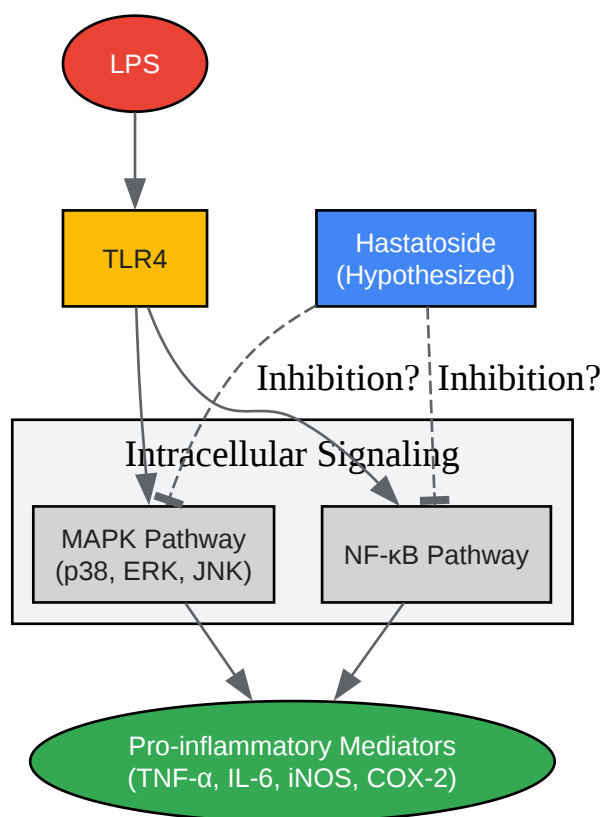 LPS
TLR4
Hastatoside
(Hypothesized)
Inhibition?
Inhibition?
Intracellular Signaling
MAPK Pathway
(p38, ERK, JNK)
NF-κB Pathway
Pro-inflammatory Mediators
(TNF-α, IL-6, iNOS, COX-2)